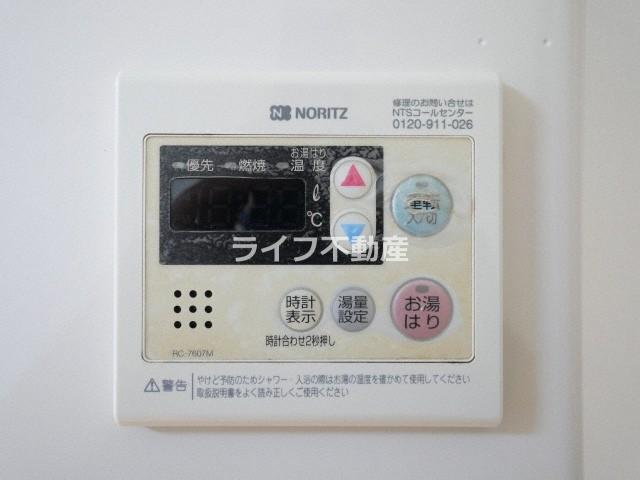 NORITZ
修理のお問い合せは
NTSコールセンター
0120-911-026
お湯はり
優先 燃焼 温度
ℓ
℃
運転
入/切
ライフ不動産
時計
表示
湯量
設定
お湯
はり
時計合わせ2秒押し
RC-7607M
警告
やけど予防のためシャワー・入浴の際はお湯の温度を確かめて使用してください
取扱説明書をよく読み正しくご使用ください